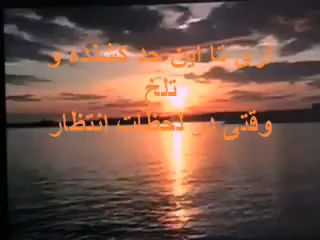 آری تا این حد کشنده و
تلخ
وقتی در لحظات انتظار